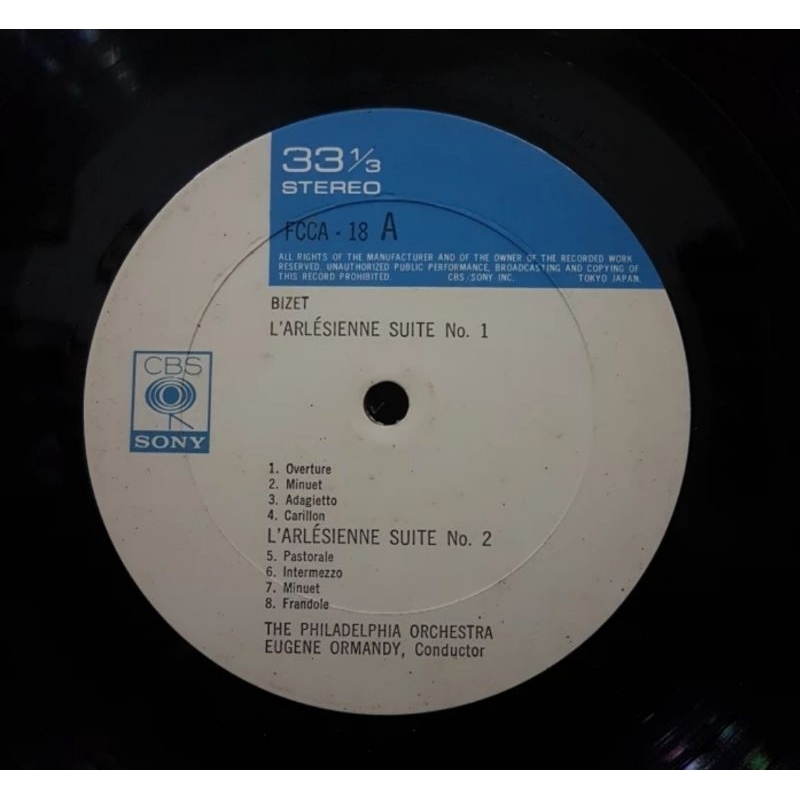 33 1/3
STEREO
FCCA - 18 A
ALL RIGHTS OF THE MANUFACTURER AND OF THE OWNER OF THE RECORDED WORK
RESERVED. UNAUTHORIZED PUBLIC PERFORMANCE, BROADCASTING AND COPYING OF
THIS RECORD PROHIBITED. CBS/SONY INC. TOKYO JAPAN.
BIZET
L'ARLÉSIENNE SUITE No. 1
CBS
SONY
1. Overture
2. Minuet
3. Adagietto
4. Carillon
L'ARLÉSIENNE SUITE No. 2
5. Pastorale
6. Intermezzo
7. Minuet
8. Frandole
THE PHILADELPHIA ORCHESTRA
EUGENE ORMANDY, Conductor